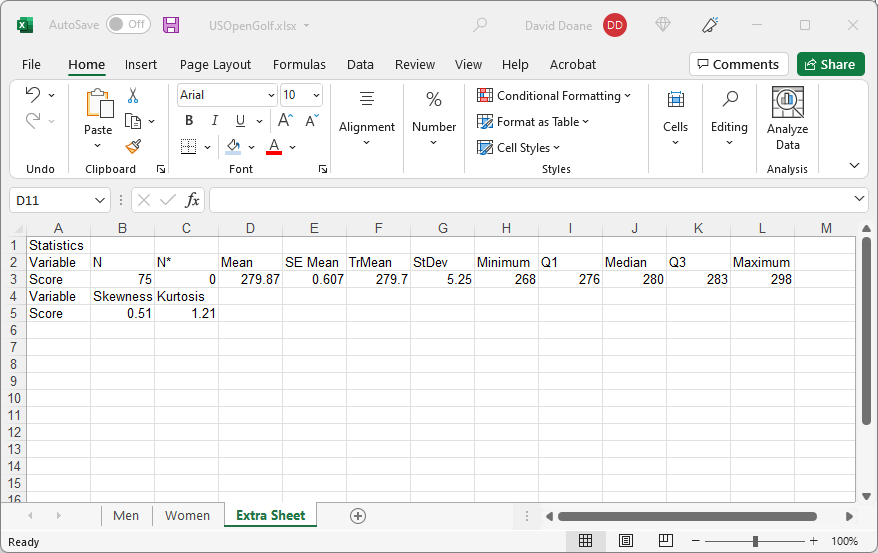 AutoSave Off USOpenGolf.xlsx David Doane DD
File Home Insert Page Layout Formulas Data Review View Help Acrobat Comments Share
Arial 10 Conditional Formatting
Paste B I U A A Alignment % Number Format as Table Cells Editing Analyze Data
A Cell Styles
Undo Clipboard Font Styles Analysis
D11 fx
A B C D E F G H I J K L M
1 Statistics
2 Variable N N* Mean SE Mean TrMean StDev Minimum Q1 Median Q3 Maximum
3 Score 75 0 279.87 0.607 279.7 5.25 268 276 280 283 298
4 Variable Skewness Kurtosis
5 Score 0.51 1.21
6
7
8
9
10
11
12
13
14
15
16
Men Women Extra Sheet
Ready 100%